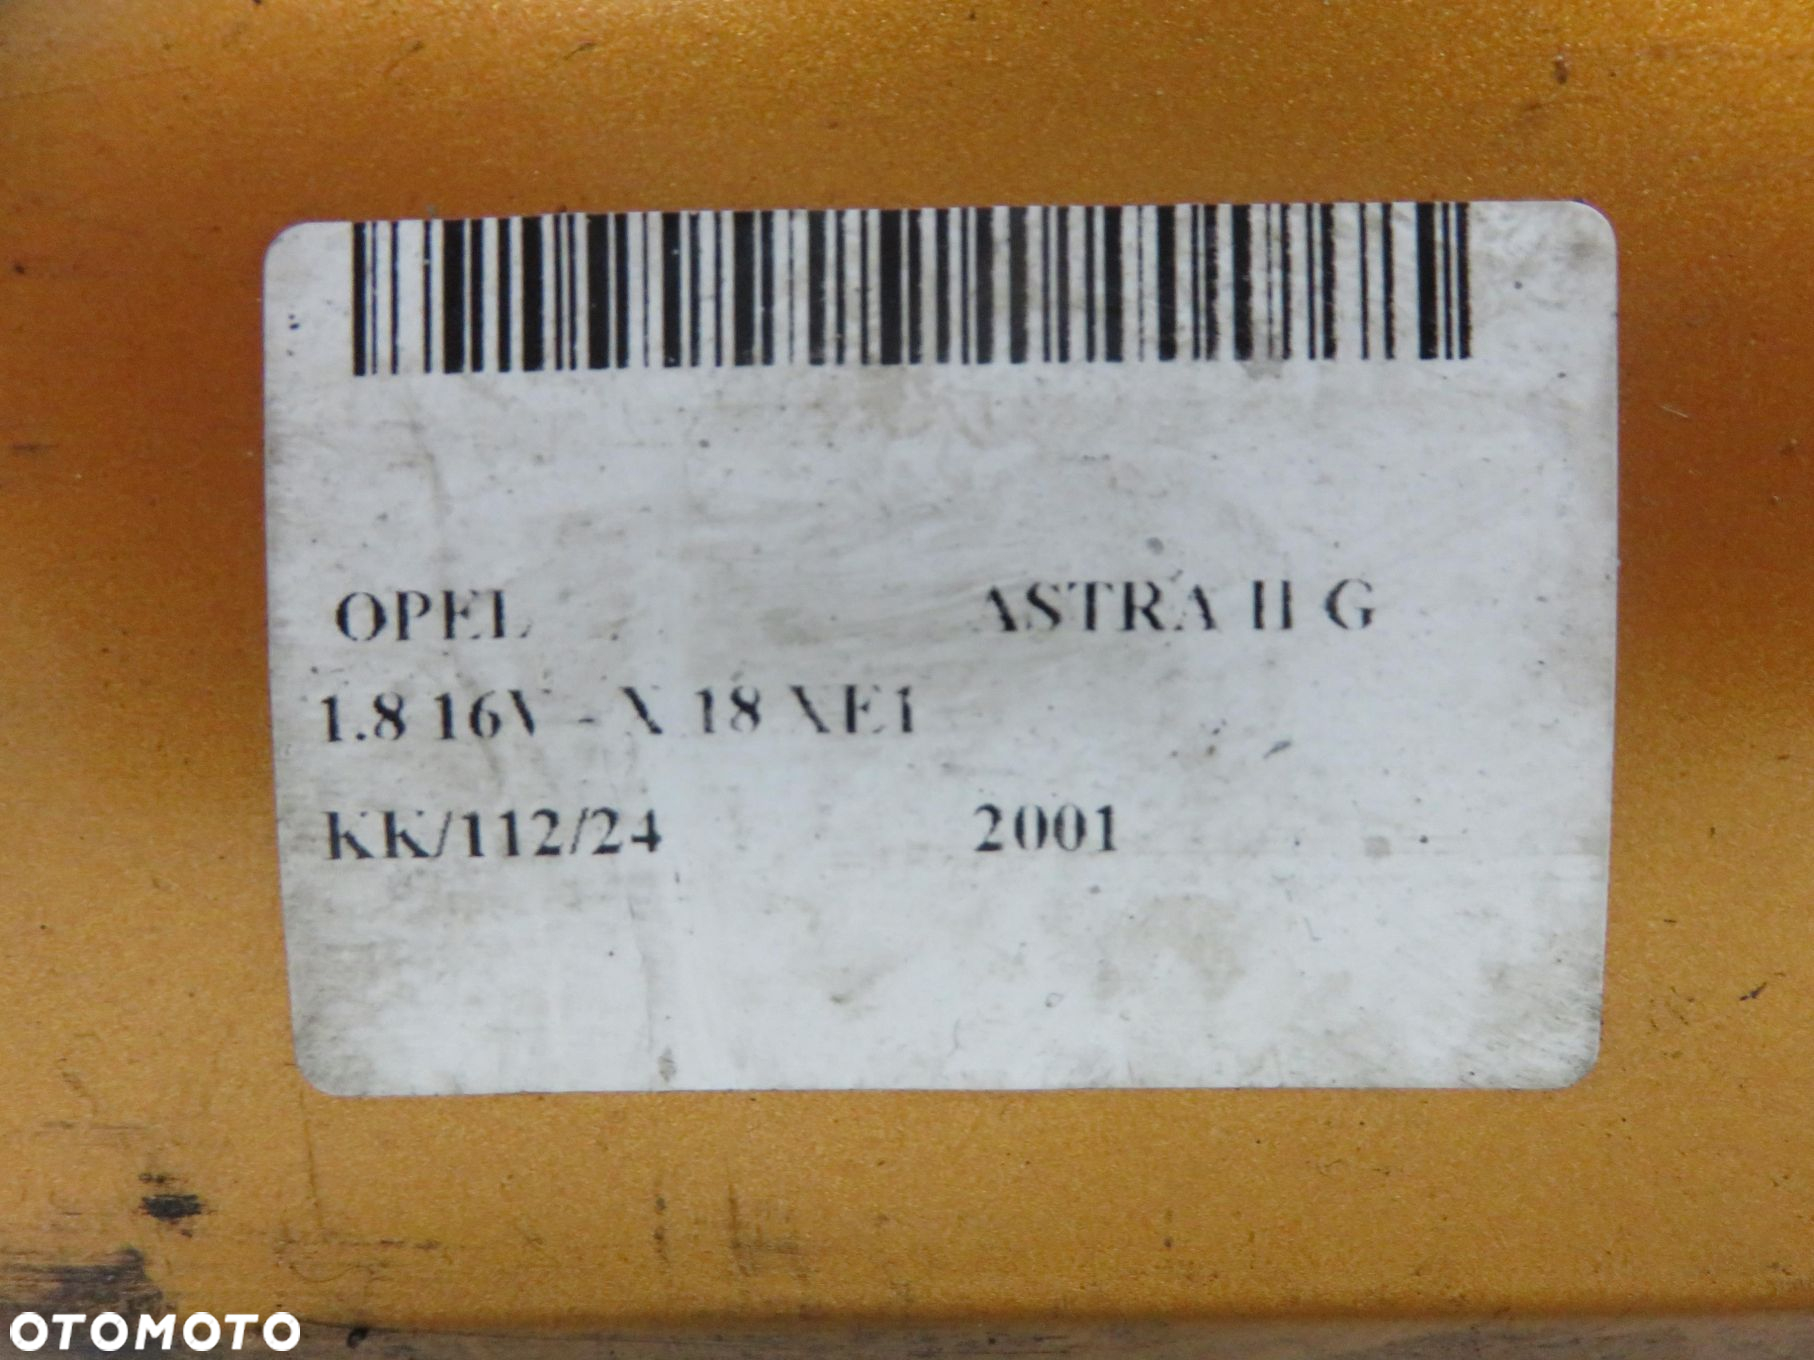 OPEL ASTRA II G
1.8 16V - X 18 XE1
KK/112/24 2001
OTOMOTO